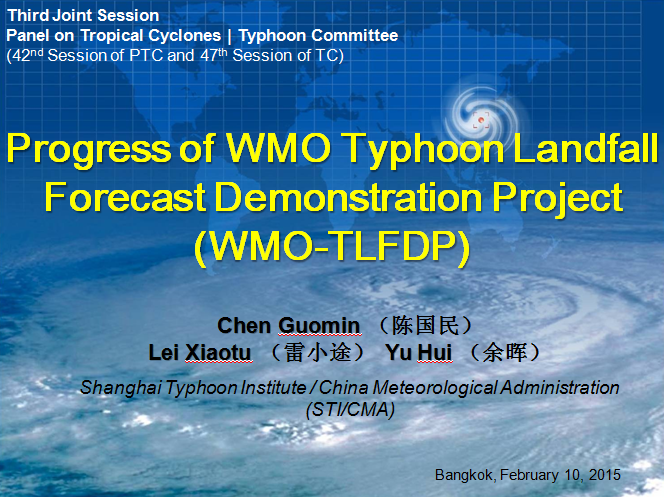 Third Joint Session
Panel on Tropical Cyclones | Typhoon Committee
(42nd Session of PTC and 47th Session of TC)
Progress of WMO Typhoon Landfall
Forecast Demonstration Project
(WMO-TLFDP)
Chen Guomin （陈国民）
Lei Xiaotu （雷小途） Yu Hui （余晖）
Shanghai Typhoon Institute / China Meteorological Administration
(STI/CMA)
Bangkok, February 10, 2015